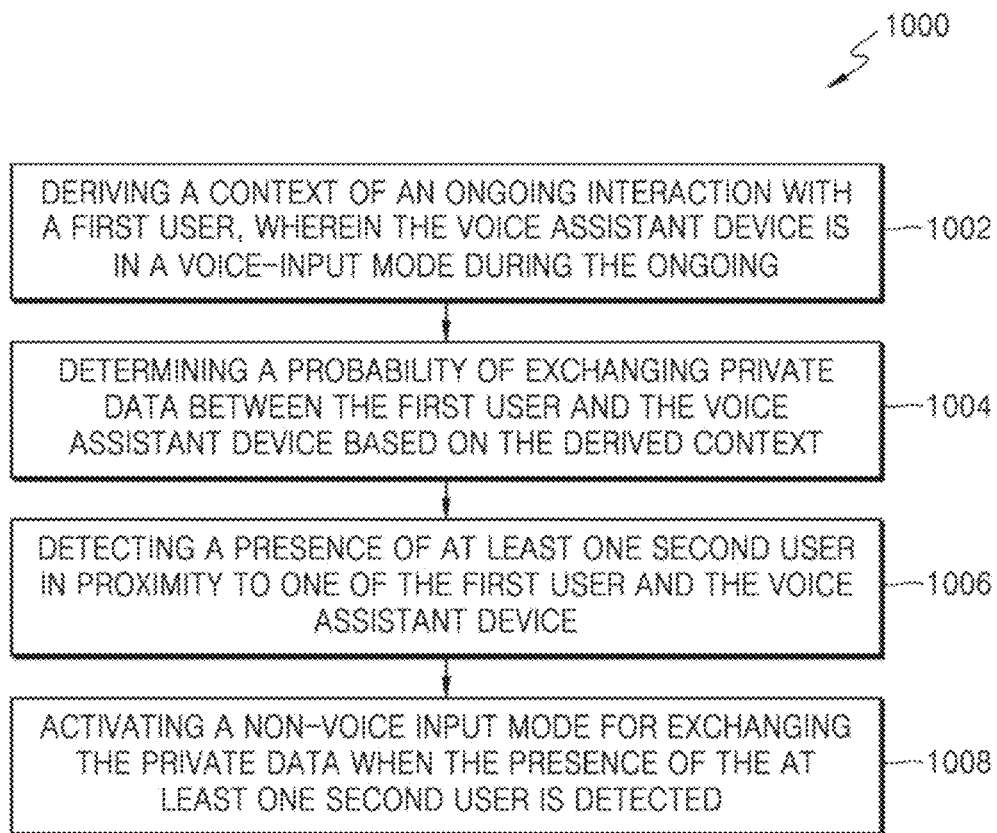 1000
DERIVING A CONTEXT OF AN ONGOING INTERACTION WITH
A FIRST USER, WHEREIN THE VOICE ASSISTANT DEVICE IS
IN A VOICE-INPUT MODE DURING THE ONGOING
1002
DETERMINING A PROBABILITY OF EXCHANGING PRIVATE
DATA BETWEEN THE FIRST USER AND THE VOICE
ASSISTANT DEVICE BASED ON THE DERIVED CONTEXT
1004
DETECTING A PRESENCE OF AT LEAST ONE SECOND USER
IN PROXIMITY TO ONE OF THE FIRST USER AND THE VOICE
ASSISTANT DEVICE
1006
ACTIVATING A NON-VOICE INPUT MODE FOR EXCHANGING
THE PRIVATE DATA WHEN THE PRESENCE OF THE AT
LEAST ONE SECOND USER IS DETECTED
1008